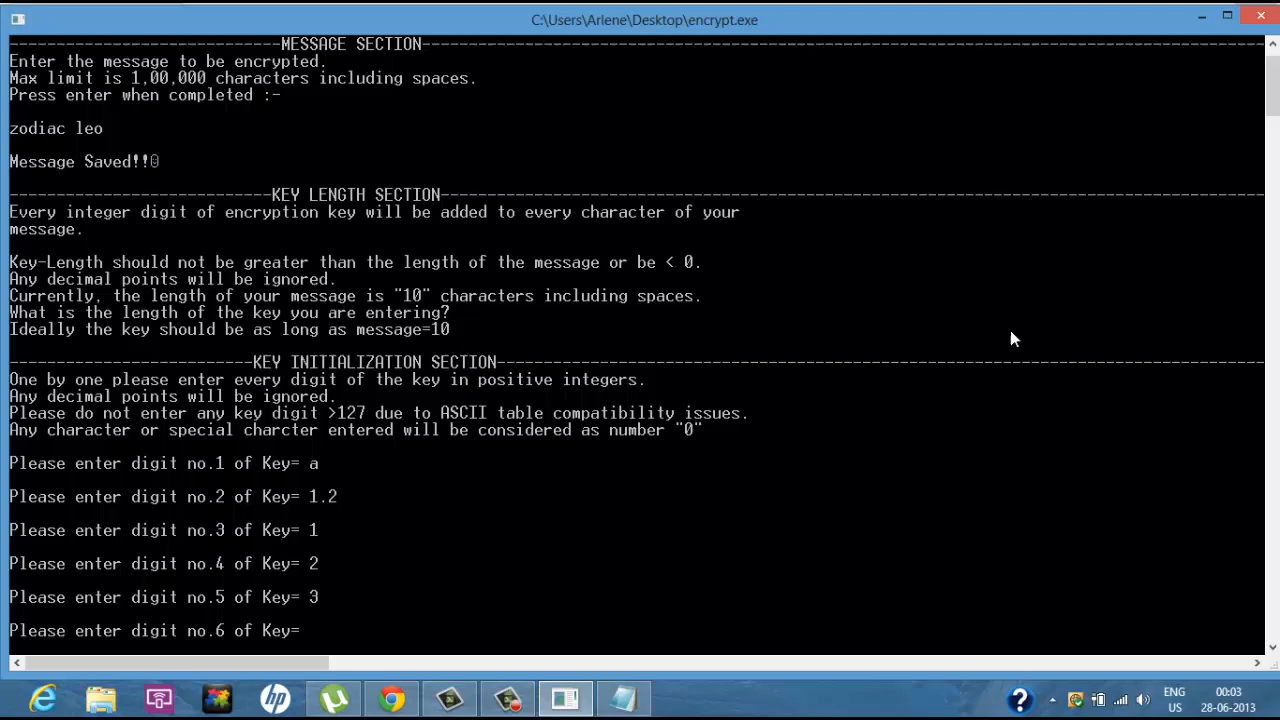 C:\Users\Arlene\Desktop\encrypt.exe
-----------------------------MESSAGE SECTION-----------------------------
Enter the message to be encrypted.
Max limit is 1,00,000 characters including spaces.
Press enter when completed :-
zodiac leo
Message Saved!!☺
----------------------------KEY LENGTH SECTION----------------------------
Every integer digit of encryption key will be added to every character of your
message.
Key-Length should not be greater than the length of the message or be < 0.
Any decimal points will be ignored.
Currently, the length of your message is "10" characters including spaces.
What is the length of the key you are entering?
Ideally the key should be as long as message=10
--------------------------KEY INITIALIZATION SECTION--------------------------
One by one please enter every digit of the key in positive integers.
Any decimal points will be ignored.
Please do not enter any key digit >127 due to ASCII table compatibility issues.
Any character or special charcter entered will be considered as number "0"
Please enter digit no.1 of Key= a
Please enter digit no.2 of Key= 1.2
Please enter digit no.3 of Key= 1
Please enter digit no.4 of Key= 2
Please enter digit no.5 of Key= 3
Please enter digit no.6 of Key=
hp
?
ENG
US
00:03
28-06-2013